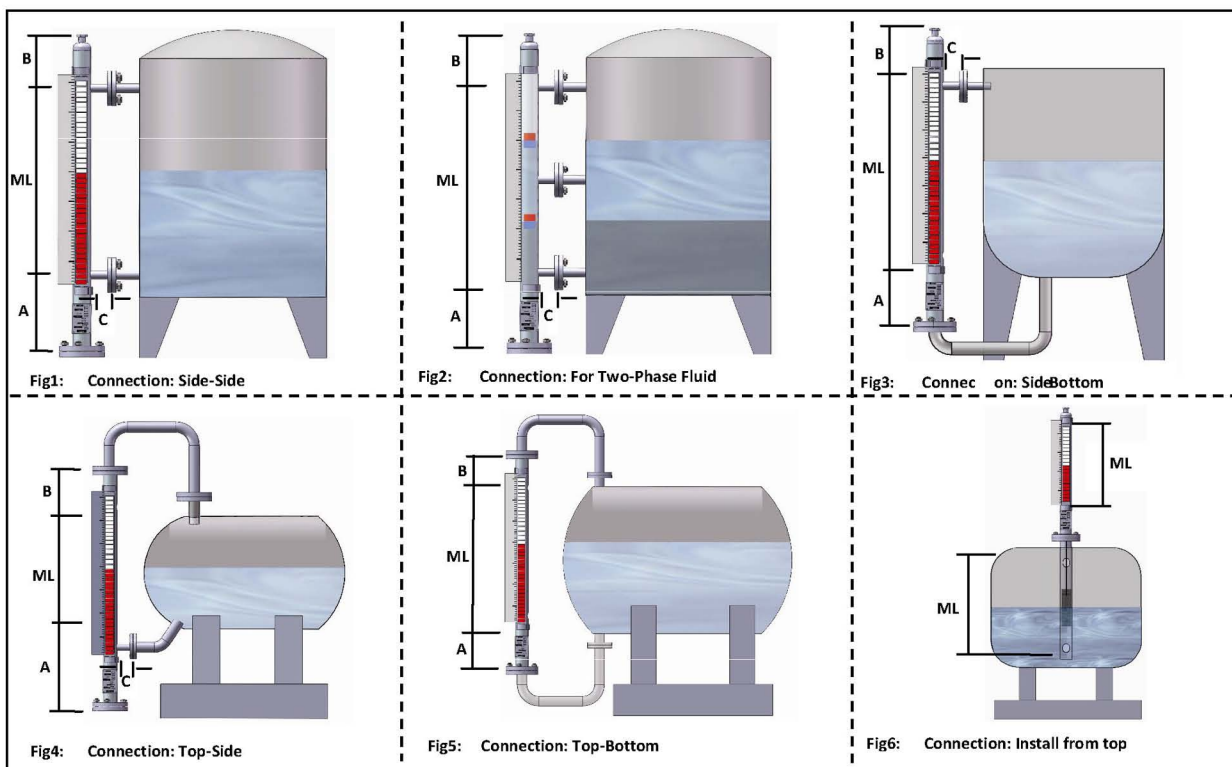 B
ML
A
C
Fig1: Connection: Side-Side
B
ML
A
C
Fig2: Connection: For Two-Phase Fluid
B
C
ML
A
Fig3: Connec on: SideBottom
B
ML
A
C
Fig4: Connection: Top-Side
B
ML
A
Fig5: Connection: Top-Bottom
ML
ML
Fig6: Connection: Install from top